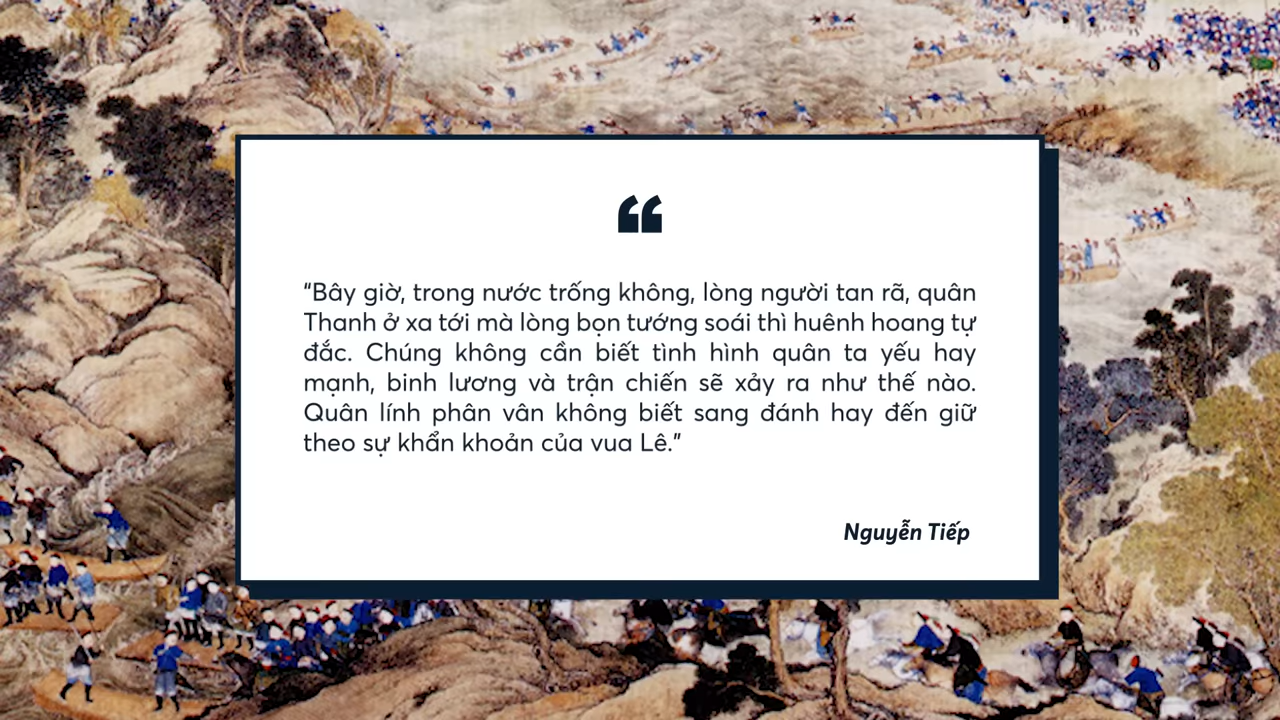 ❝
“Bây giờ, trong nước trống không, lòng người tan rã, quân
Thanh ở xa tới mà lòng bọn tướng soái thì huênh hoang tự
đắc. Chúng không cần biết tình hình quân ta yếu hay
mạnh, binh lương và trận chiến sẽ xảy ra như thế nào.
Quân lính phân vân không biết sang đánh hay đến giữ
theo sự khẩn khoản của vua Lê.”
Nguyễn Tiếp